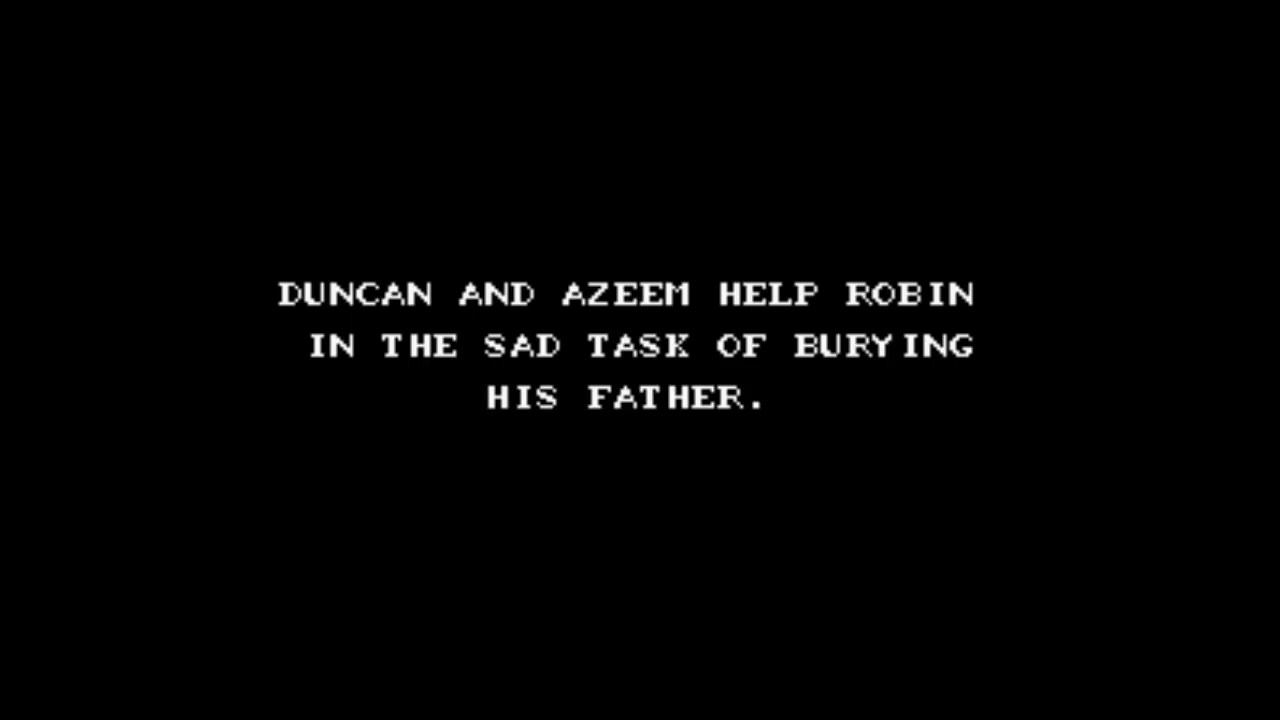 DUNCAN AND AZEEM HELP ROBIN
IN THE SAD TASK OF BURYING
HIS FATHER.